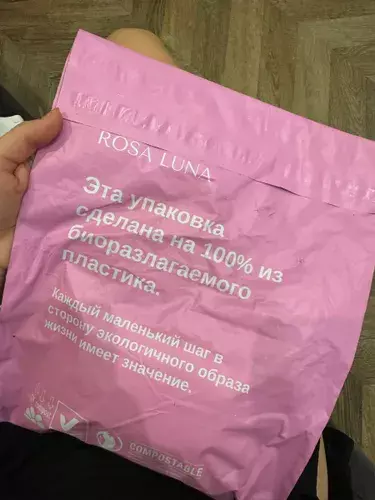 ROSA LUNA
Эта упаковка
сделана на 100% из
биоразлагаемого
пластика.
Каждый маленький шаг в
сторону экологичного образа
жизни имеет значение.
COMPOSTABLE